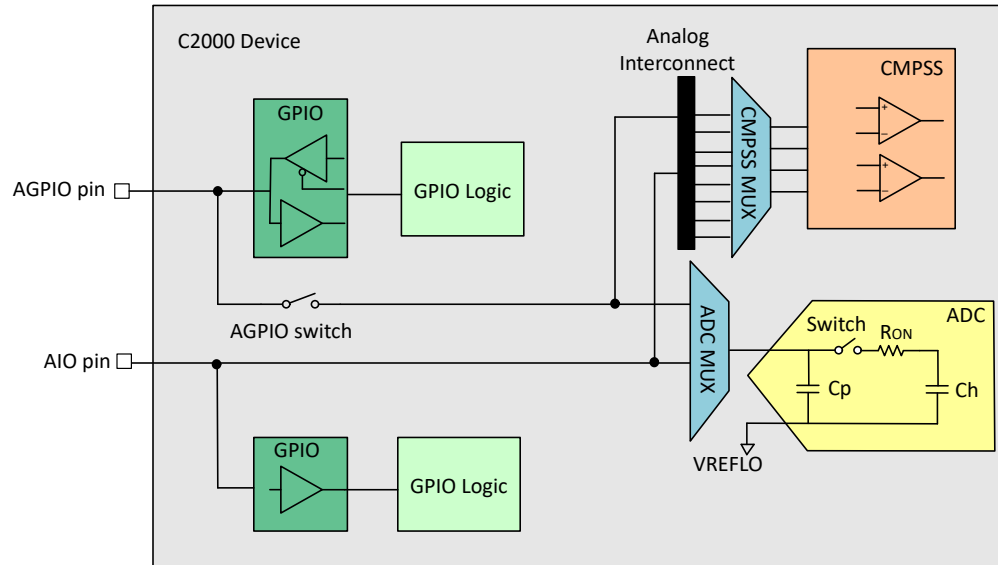 C2000 Device
Analog
Interconnect
CMPSS
GPIO
CMPSS MUX
+
−
+
−
AGPIO pin
GPIO Logic
AGPIO switch
ADC
Switch
RON
ADC MUX
AIO pin
Cp
Ch
GPIO
VREFLO
GPIO Logic